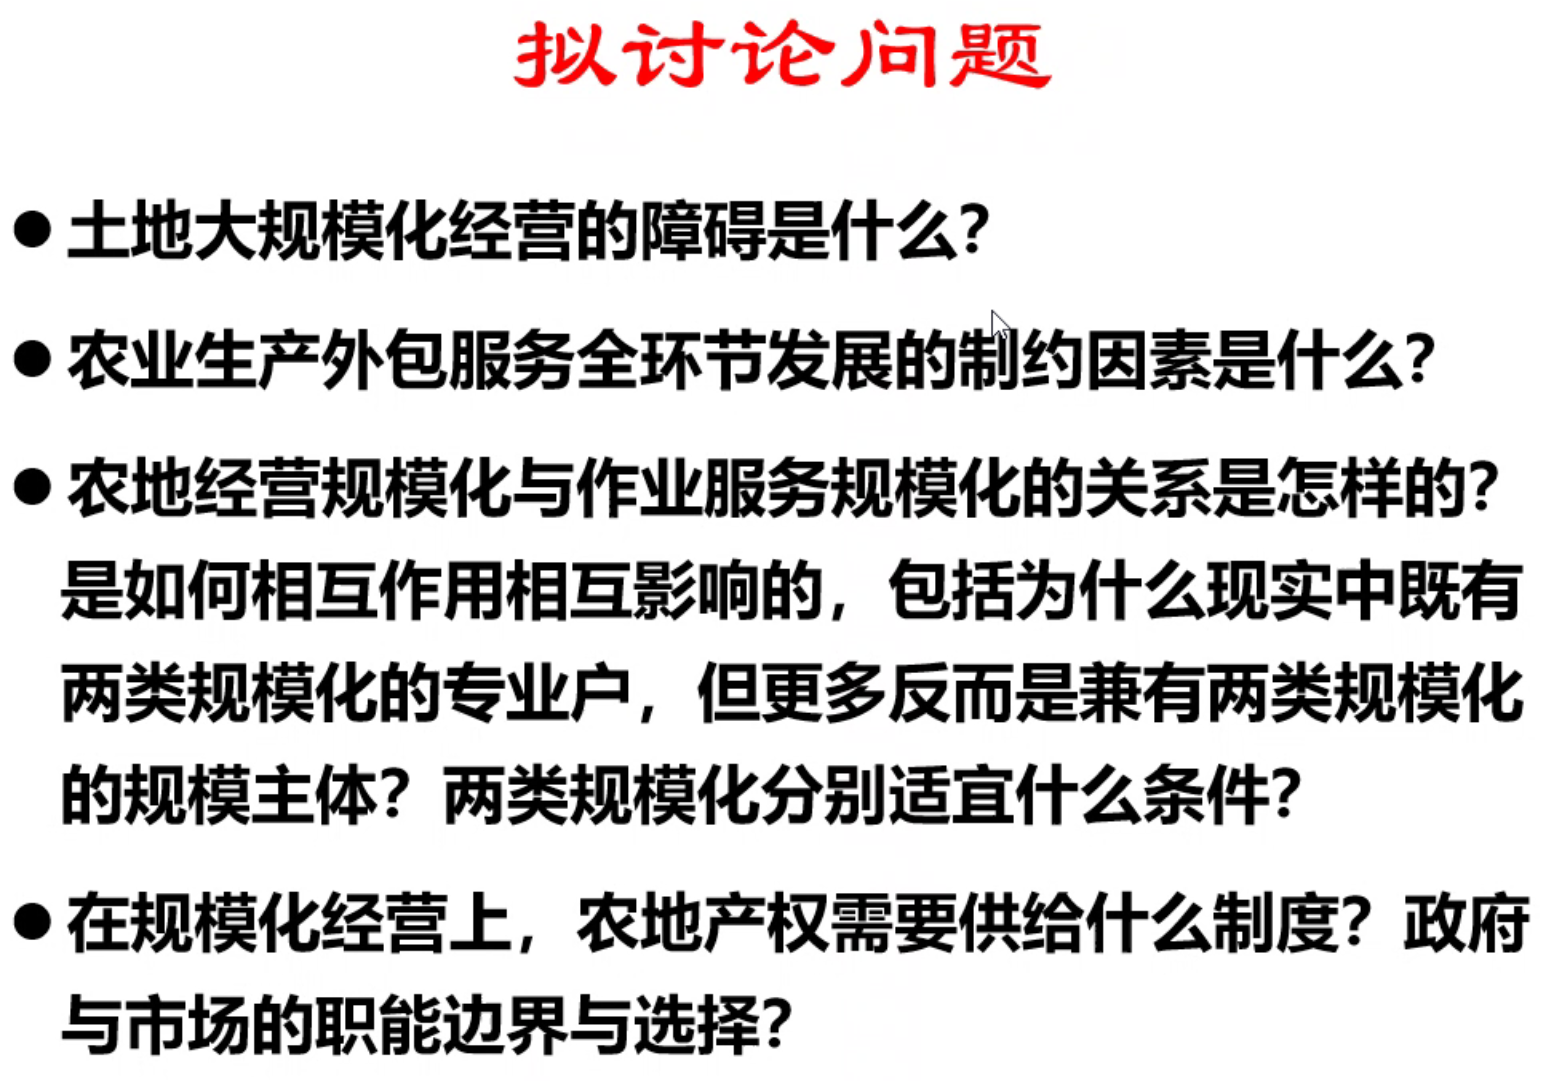 拟讨论问题
●土地大规模化经营的障碍是什么?
●农业生产外包服务全环节发展的制约因素是什么?
●农地经营规模化与作业服务规模化的关系是怎样的?
是如何相互作用相互影响的，包括为什么现实中既有
两类规模化的专业户，但更多反而是兼有两类规模化
的规模主体？两类规模化分别适宜什么条件?
●在规模化经营上，农地产权需要供给什么制度？政府
与市场的职能边界与选择?